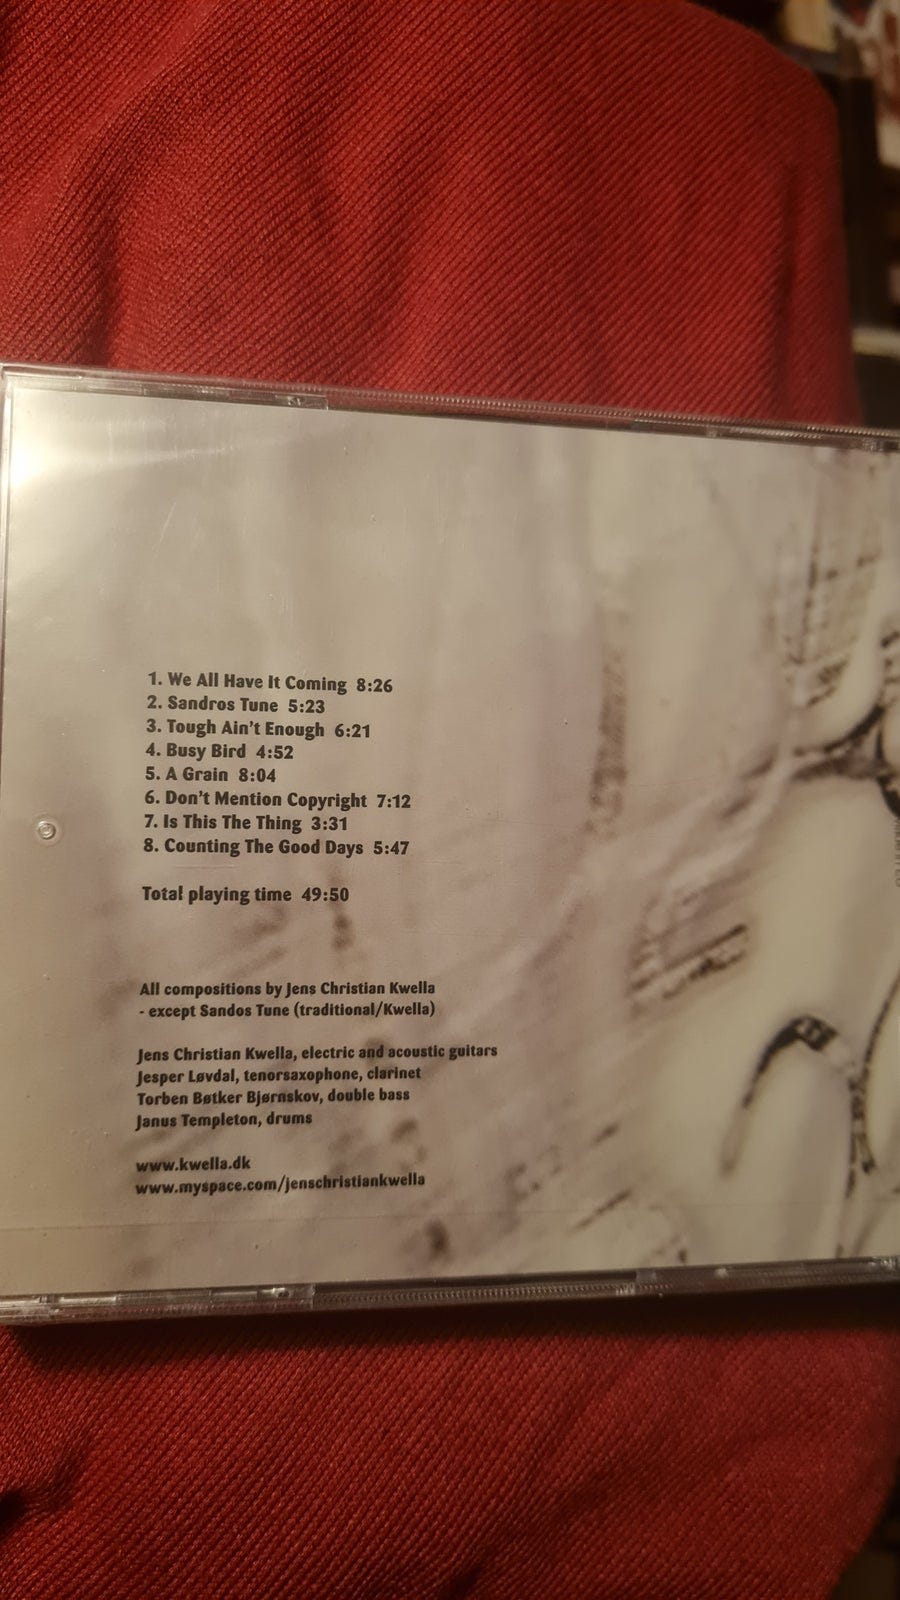 1. We All Have It Coming 8:26
2. Sandros Tune 5:23
3. Tough Ain't Enough 6:21
4. Busy Bird 4:52
5. A Grain 8:04
6. Don't Mention Copyright 7:12
7. Is This The Thing 3:31
8. Counting The Good Days 5:47
Total playing time 49:50
All compositions by Jens Christian Kwella
- except Sandos Tune (traditional/Kwella)
Jens Christian Kwella, electric and acoustic guitars
Jesper Løvdal, tenorsaxophone, clarinet
Torben Bøtker Bjørnskov, double bass
Janus Templeton, drums
www.kwella.dk
www.myspace.com/jenschristiankwella